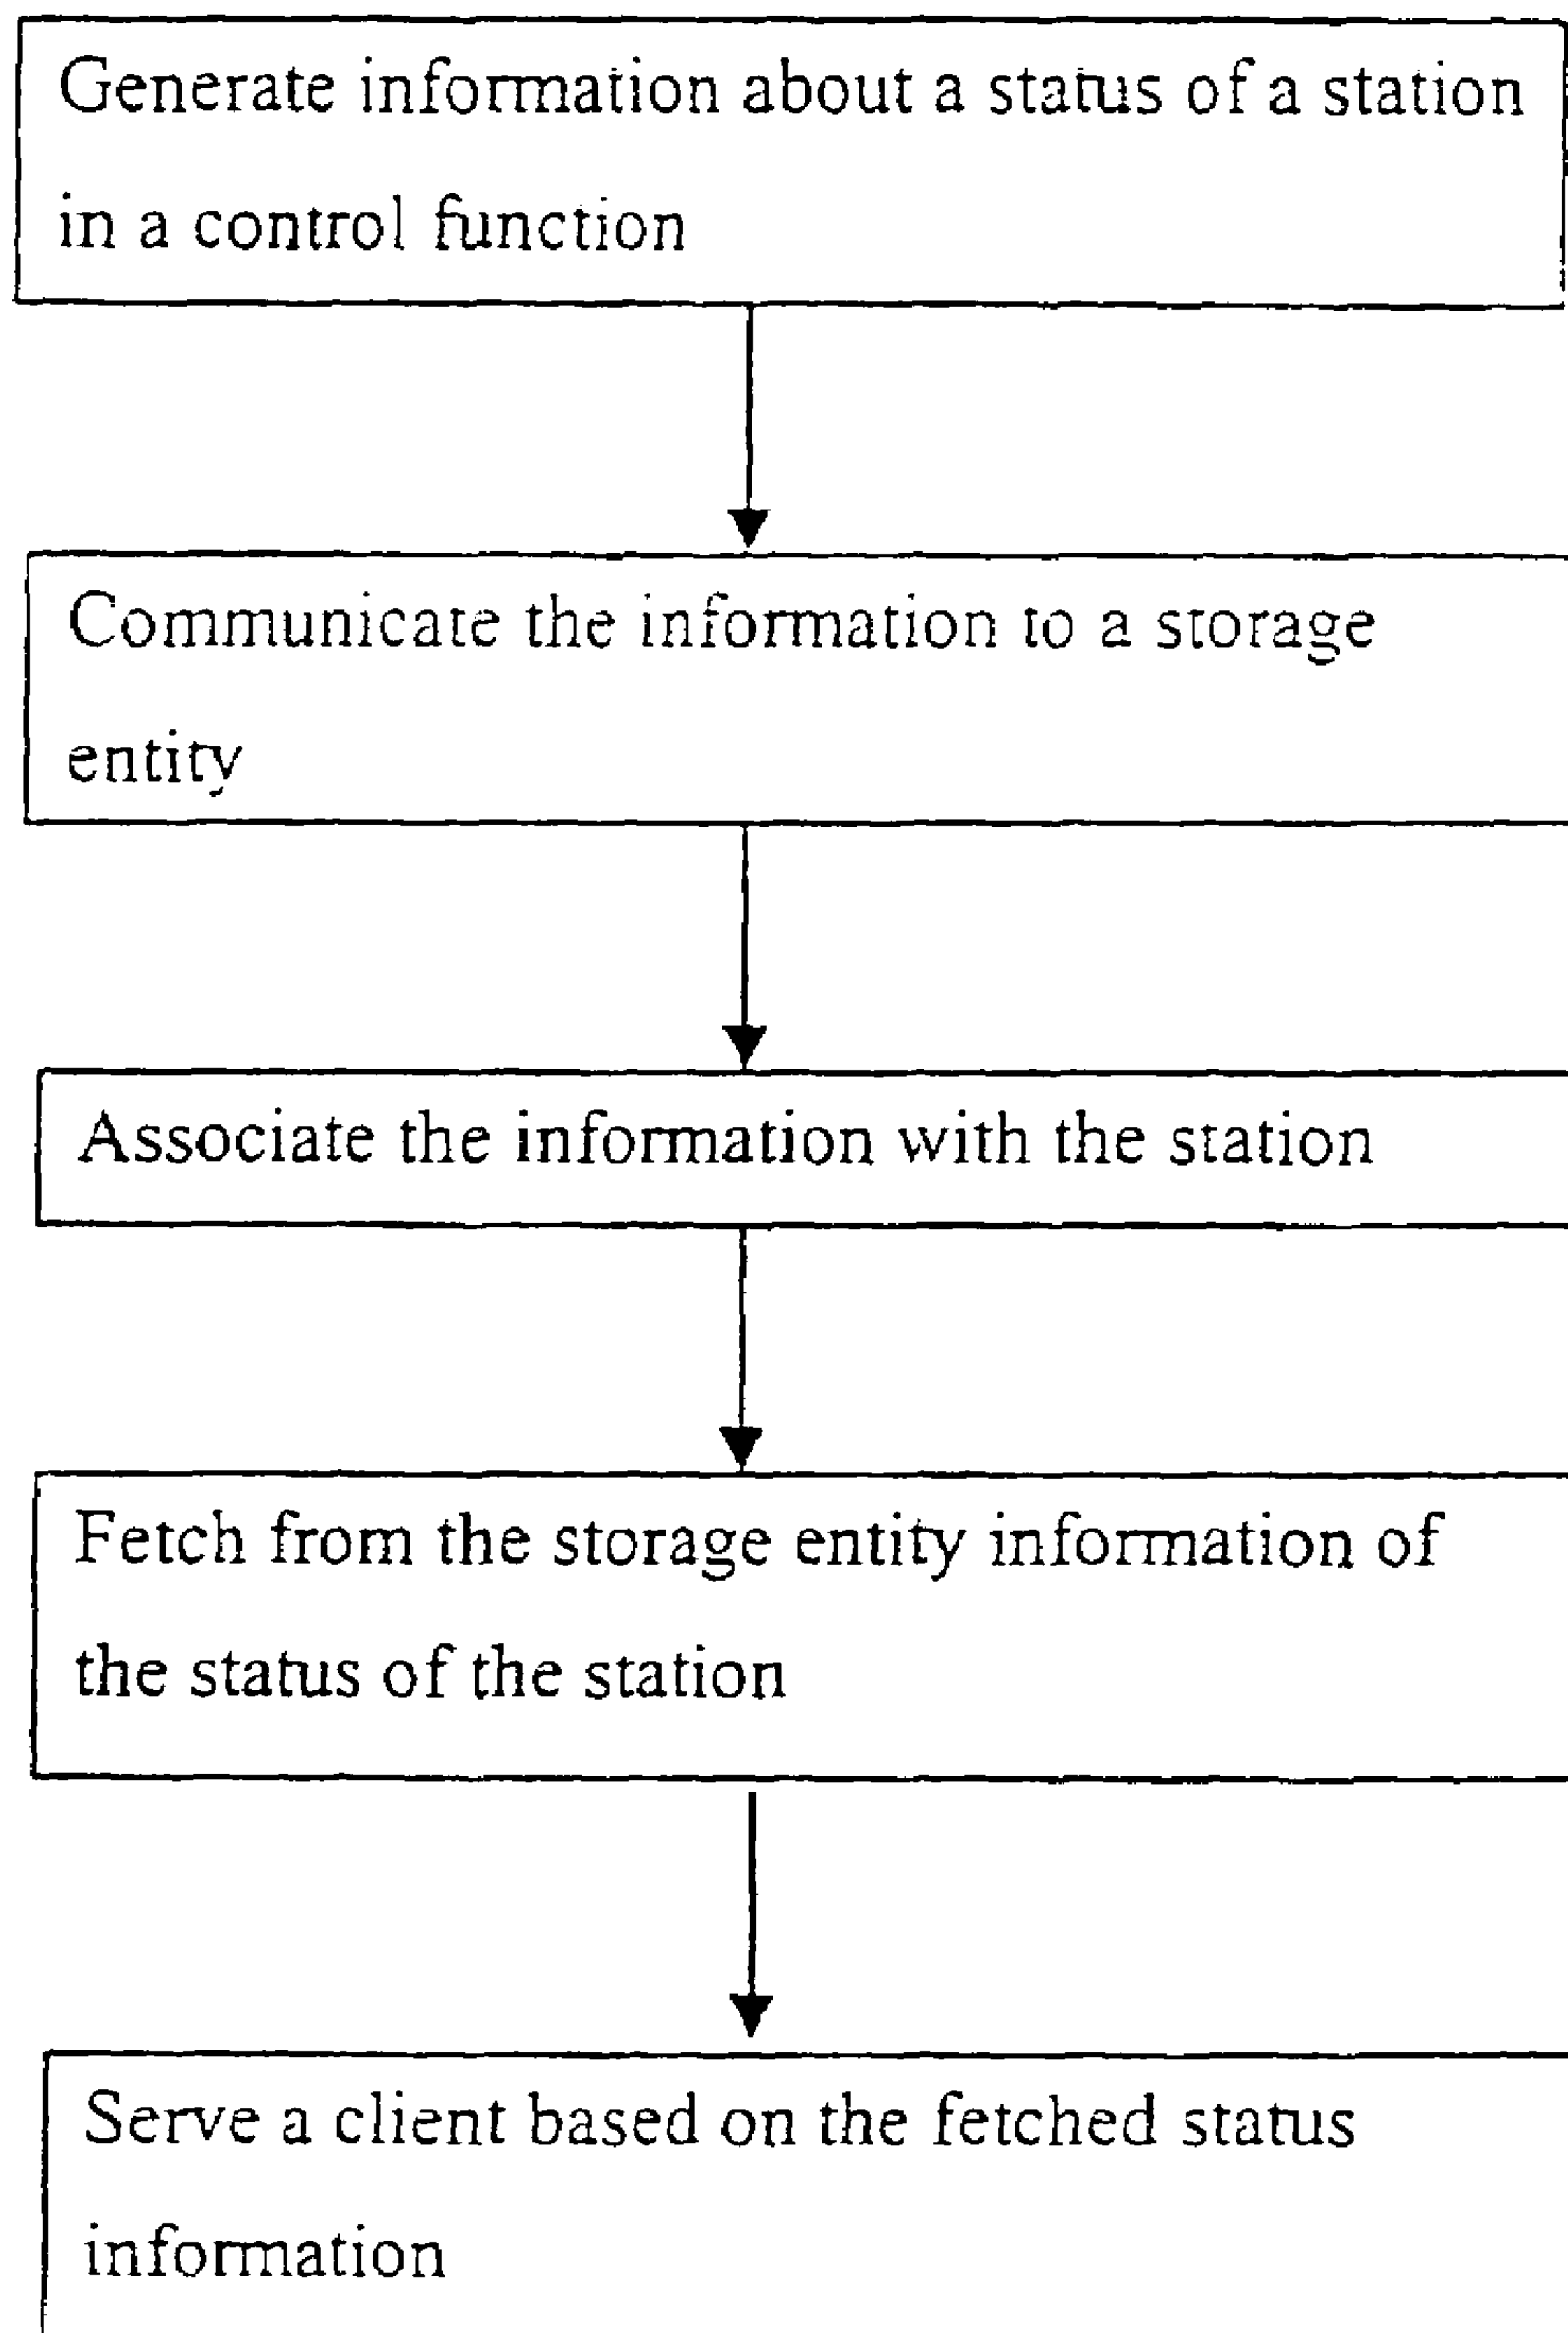 Generate information about a status of a station
in a control function
Communicate the information to a storage
entity
Associate the information with the station
Fetch from the storage entity information of
the status of the station
Serve a client based on the fetched status
information